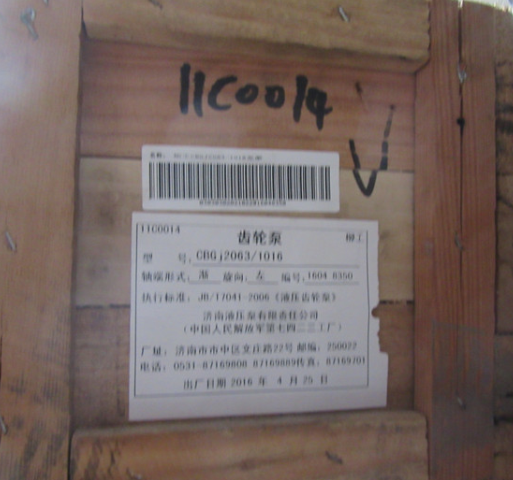 11C0014
11C0014 柳工
齿轮泵
型 号: CBGj2063/1016
轴端形式: 渐 旋向: 左 编号: 1604 8350
执行标准: JB/T7041-2006《液压齿轮泵》
济南液压泵有限责任公司
(中国人民解放军第七四二三工厂)
厂址: 济南市市中区文庄路22号 邮编: 250022
电话: 0531-87169808 87169889传真: 87169701
出厂日期 2016 年 4 月 25 日